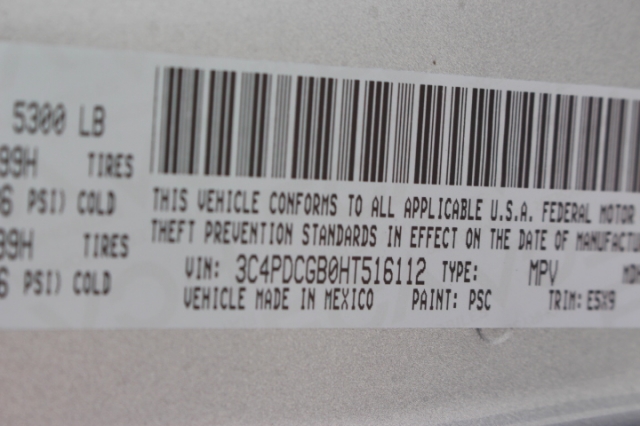 5300 LB
99H TIRES
6 PSI) COLD
99H TIRES
6 PSI) COLD
THIS VEHICLE CONFORMS TO ALL APPLICABLE U.S.A. FEDERAL MOTOR
THEFT PREVENTION STANDARDS IN EFFECT ON THE DATE OF MANUFACTU
VIN: 3C4PDCGB0HT516112 TYPE: MPV MD
VEHICLE MADE IN MEXICO PAINT: PSC TRIM: E5X9